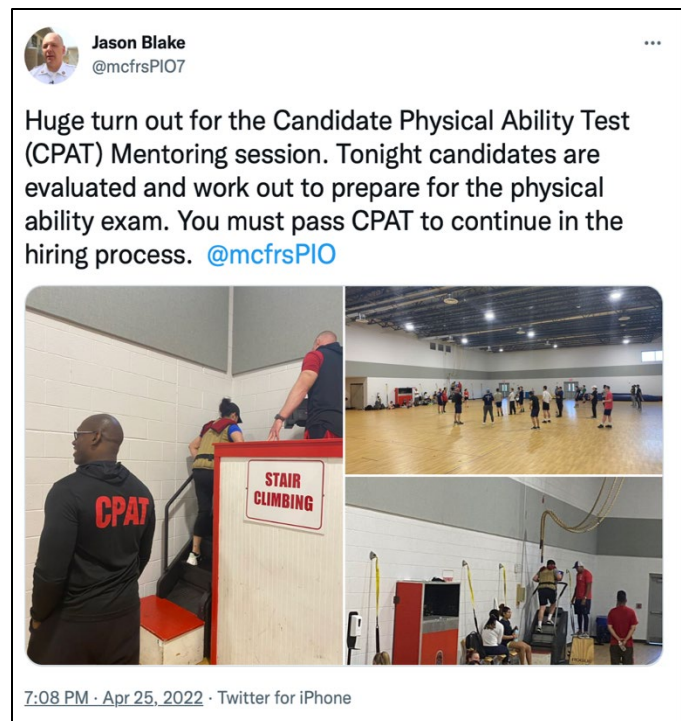 Jason Blake
@mcfrsPIO7
Huge turn out for the Candidate Physical Ability Test
(CPAT) Mentoring session. Tonight candidates are
evaluated and work out to prepare for the physical
ability exam. You must pass CPAT to continue in the
hiring process.  @mcfrsPIO
CPAT
STAIR
CLIMBING
7:08 PM · Apr 25, 2022 · Twitter for iPhone